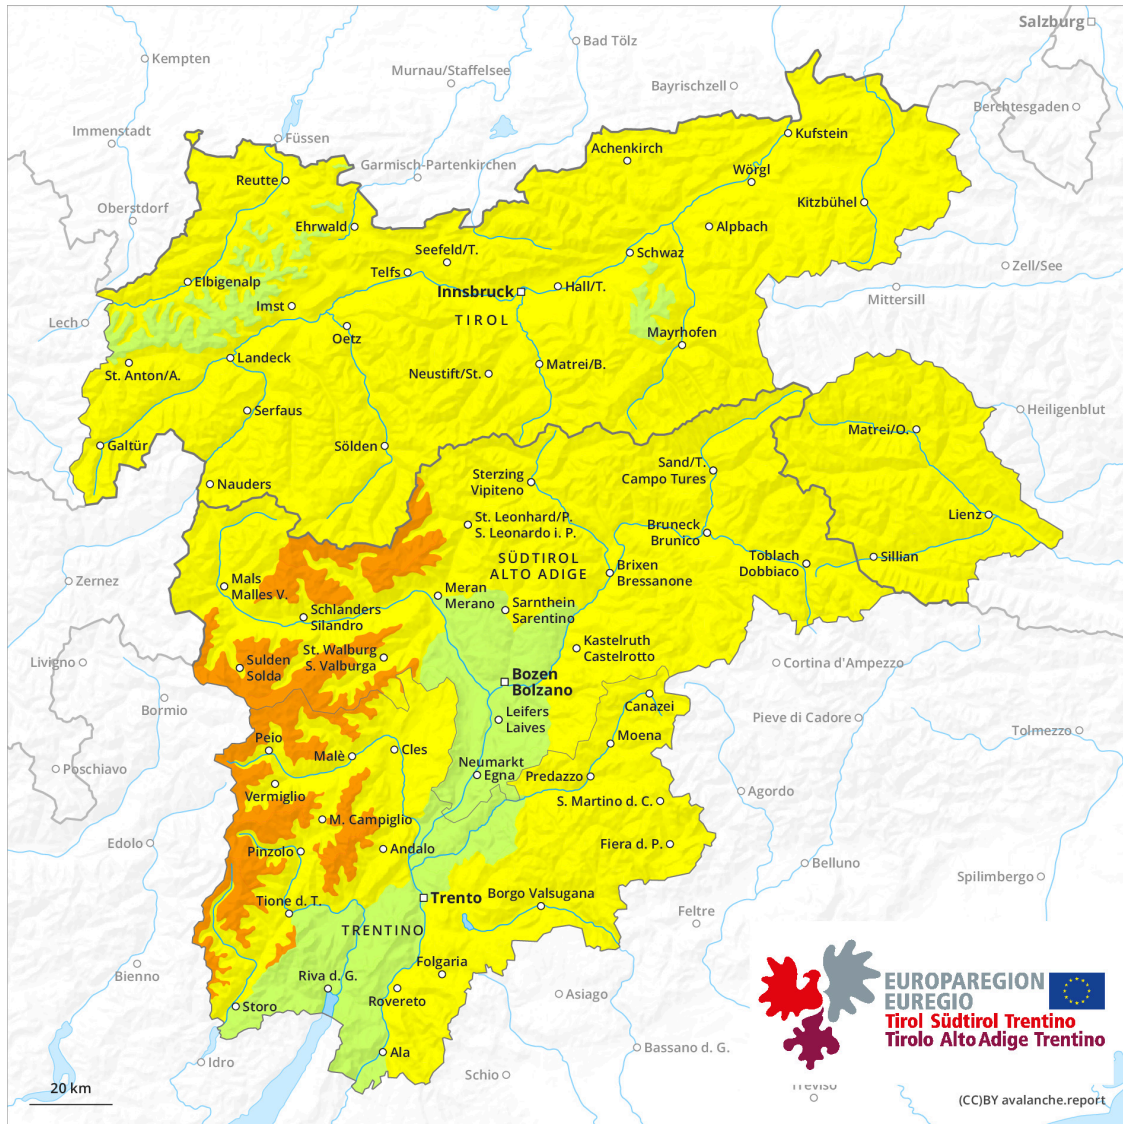 Salzburg
Bad Tölz
Kempten
Murnau/Staffelsee
Bayrischzell
Berchtesgaden
Immenstadt
Füssen
Kufstein
Achenkirch
Garmisch-Partenkirchen
Wörgl
Reutte
Oberstdorf
Kitzbühel
Ehrwald
Alpbach
Seefeld/T.
Schwaz
Telfs
Zell/See
Elbigenalp
Hall/T.
Innsbruck
Mittersill
Imst
TIROL
Lech
Oetz
Mayrhofen
Landeck
Matrei/B.
St. Anton/A.
Neustift/St.
Serfaus
Heiligenblut
Matrei/O.
Galtür
Sölden
Sand/T.
Campo Tures
Sterzing
Vipiteno
Nauders
Lienz
St. Leonhard/P.
S. Leonardo i. P.
Bruneck
Brunico
SÜDTIROL
ALTO ADIGE
Toblach
Dobbiaco
Sillian
Brixen
Bressanone
Zernez
Mals
Malles V.
Meran
Merano
Sarnthein
Sarentino
Schlanders
Silandro
Kastelruth
Castelrotto
St. Walburg
S. Valburga
Livigno
Sulden
Solda
Cortina d'Ampezzo
Bozen
Bolzano
Bormio
Canazei
Leifers
Laives
Pieve di Cadore
Tolmezzo
Peio
Moena
Cles
Malè
Poschiavo
Neumarkt
Egna
Predazzo
Vermiglio
Agordo
S. Martino d. C.
M. Campiglio
Edolo
Pinzolo
Andalo
Fiera d. P.
Belluno
Spilimbergo
Trento
Borgo Valsugana
Tione d. T.
Feltre
TRENTINO
Folgaria
Bienno
Riva d. G.
Rovereto
Asiago
Storo
EUROPAREGION
EUREGIO
Tirol Südtirol Trentino
Tirolo Alto Adige Trentino
Idro
Ala
Bassano d. G.
Schio
Treviso
20 km
(CC)BY avalanche.report